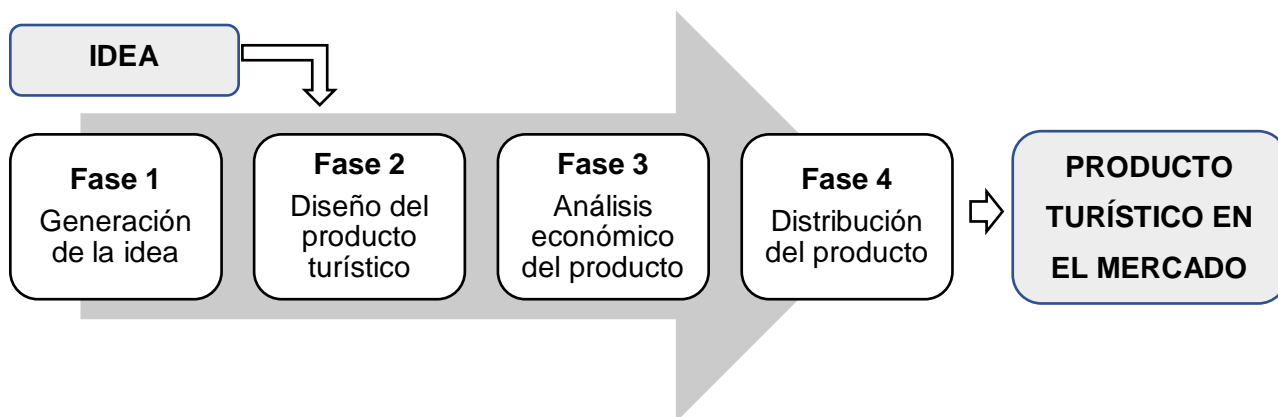 IDEA
Fase 1
Generación
de la idea
Fase 2
Diseño del
producto
turístico
Fase 3
Análisis
económico
del producto
Fase 4
Distribución
del producto
PRODUCTO
TURÍSTICO EN
EL MERCADO